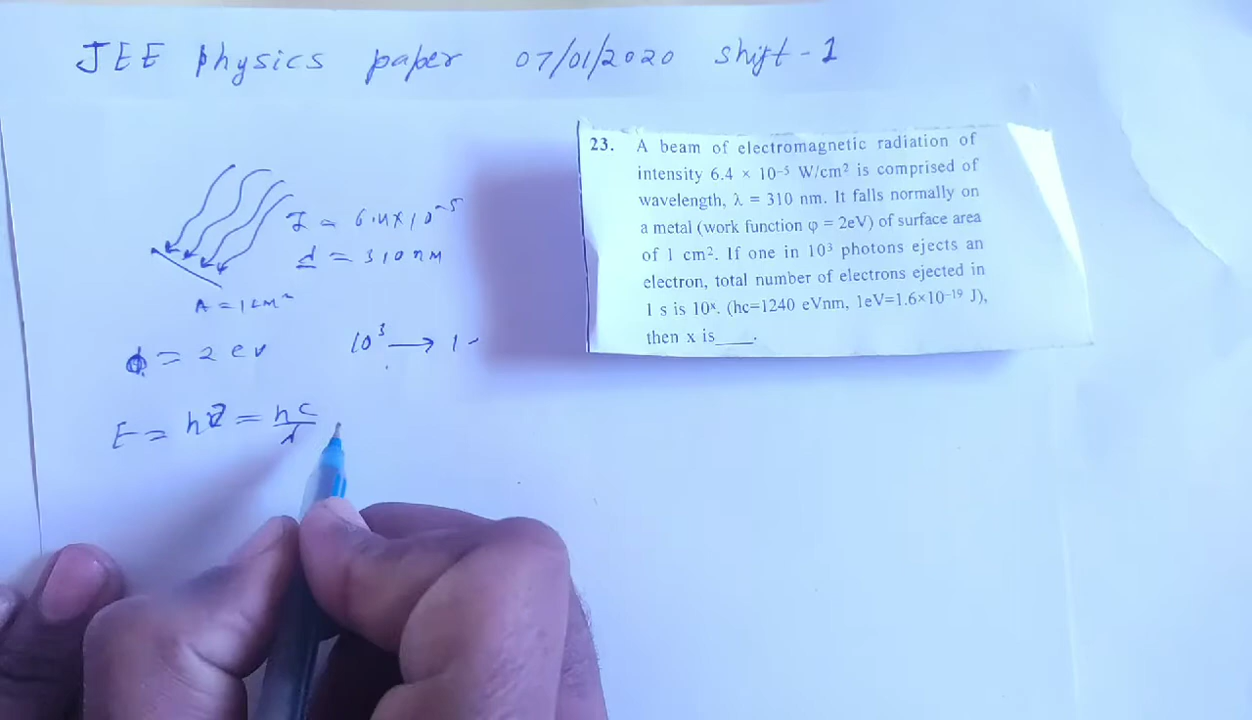 JEE physics paper 07/01/2020 shift-1
I = 6.4×10⁻⁵
λ = 310 nm
A = 1 cm²
ϕ = 2 ev 10³ → 1
E = hν = hc/λ
23. A beam of electromagnetic radiation of
intensity 6.4 × 10⁻⁵ W/cm² is comprised of
wavelength, λ = 310 nm. It falls normally on
a metal (work function φ = 2eV) of surface area
of 1 cm². If one in 10³ photons ejects an
electron, total number of electrons ejected in
1 s is 10ˣ. (hc=1240 eVnm, 1eV=1.6×10⁻¹⁹ J),
then x is____.